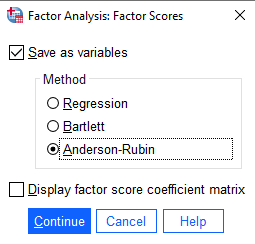 Factor Analysis: Factor Scores
Save as variables
Method
Regression
Bartlett
Anderson-Rubin
Display factor score coefficient matrix
Continue Cancel Help